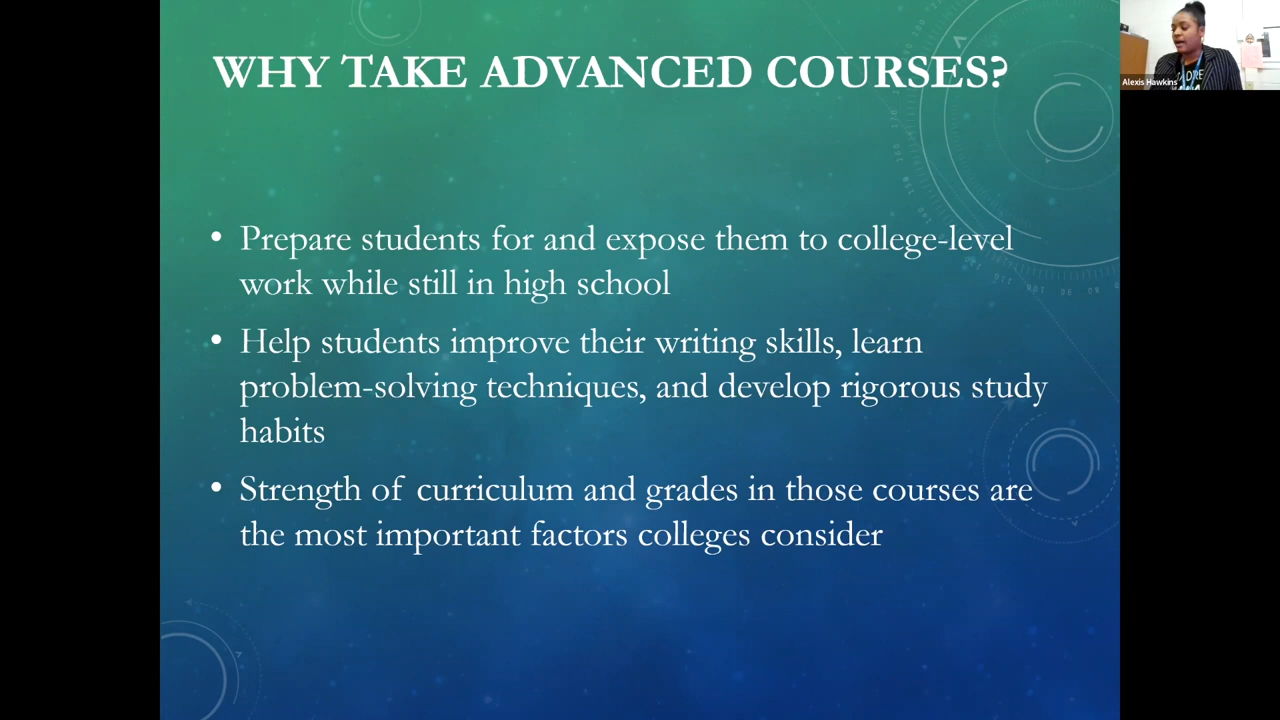 WHY TAKE ADVANCED COURSES?
Alexis Hawkins
• Prepare students for and expose them to college-level
work while still in high school
• Help students improve their writing skills, learn
problem-solving techniques, and develop rigorous study
habits
• Strength of curriculum and grades in those courses are
the most important factors colleges consider